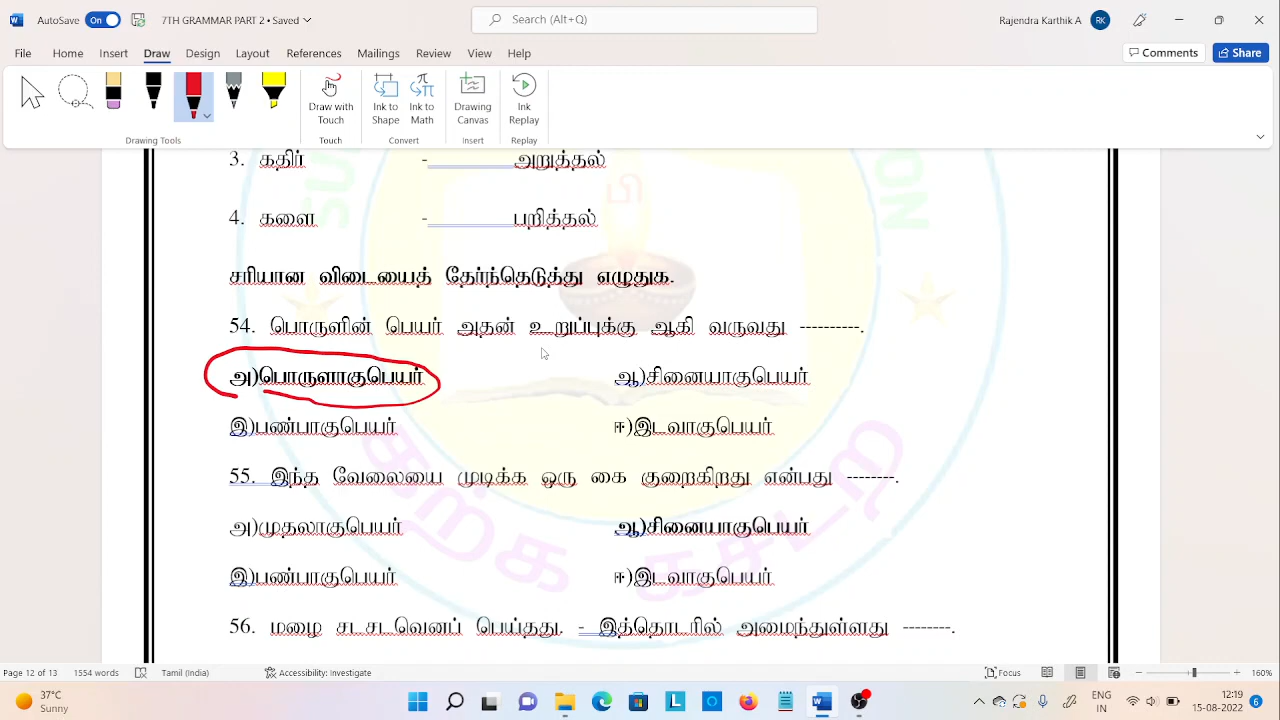 AutoSave On 7TH GRAMMAR PART 2 • Saved Search (Alt+Q) Rajendra Karthik A RK
File Home Insert Draw Design Layout References Mailings Review View Help Comments Share
Draw with Touch Ink to Shape Ink to Math Drawing Canvas Ink Replay
Drawing Tools Touch Convert Insert Replay
3. கதிர் -________அறுத்தல்
4. களை -________பறித்தல்
சரியான விடையைத் தேர்ந்தெடுத்து எழுதுக.
54. பொருளின் பெயர் அதன் உறுப்புக்கு ஆகி வருவது ----------.
அ)பொருளாகுபெயர் ஆ)சினையாகுபெயர்
இ)பண்பாகுபெயர் ஈ)இடவாகுபெயர்
55. இந்த வேலையை முடிக்க ஒரு கை குறைகிறது என்பது --------.
அ)முதலாகுபெயர் ஆ)சினையாகுபெயர்
இ)பண்பாகுபெயர் ஈ)இடவாகுபெயர்
56. மழை சடசடவெனப் பெய்தது. - இத்தொடரில் அமைந்துள்ளது --------.
Page 12 of 13 1554 words Tamil (India) Accessibility: Investigate Focus 160%
37°C
Sunny
ENG
IN
12:19
15-08-2022
6